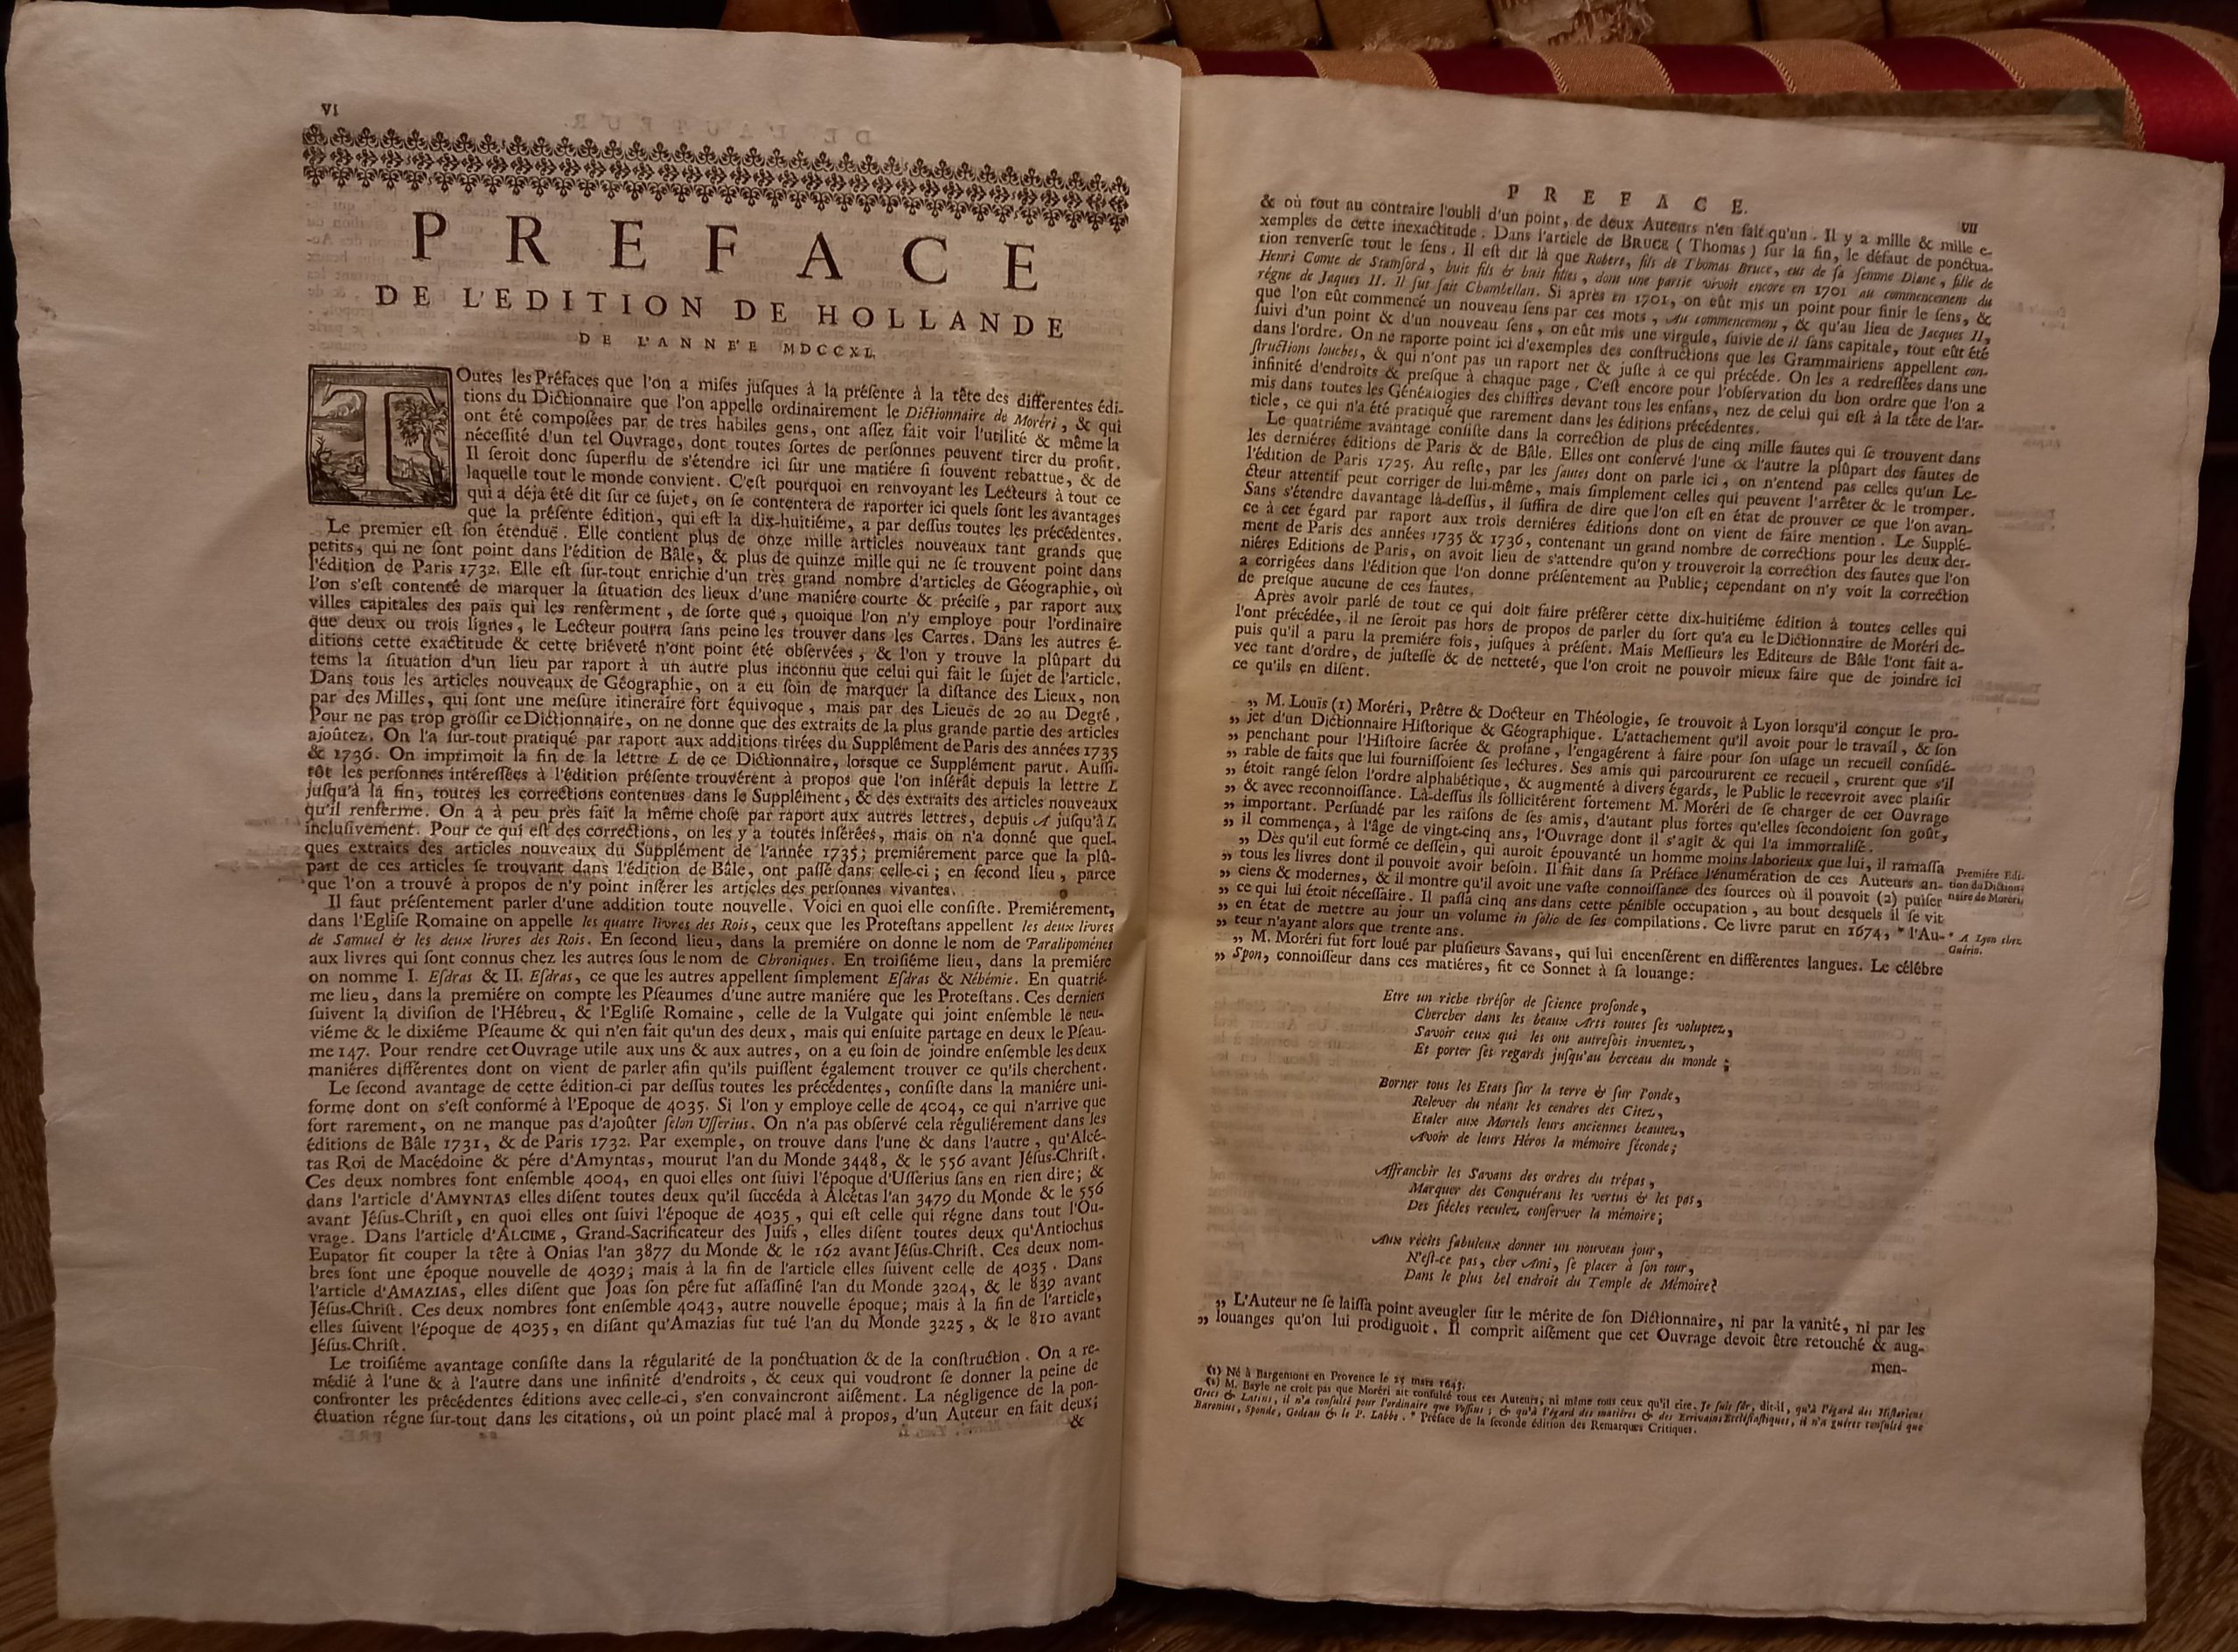 VI
PREFACE
DE L'EDITION DE HOLLANDE
DE L'ANNE'E MDCCXL.
TOutes les Préfaces que l'on a miſes juſques à la préſente à la tête des differentes édi-
tions du Dictionnaire que l'on appelle ordinairement le Dictionnaire de Moréri, & qui
ont été compoſées par de très habiles gens, ont aſſez fait voir l'utilité & même la
néceſſité d'un tel Ouvrage, dont toutes ſortes de perſonnes peuvent tirer du profit.
Il ſeroit donc ſuperflu de s'étendre ici ſur une matiére ſi ſouvent rebattue, & de
laquelle tout le monde convient. C'eſt pourquoi en renvoyant les Lecteurs à tout ce
qui a déja été dit ſur ce ſujet, on ſe contentera de raporter ici quels ſont les avantages
que la préſente édition, qui eſt la dix-huitiéme, a par deſſus toutes les précédentes.
Le premier eſt ſon étenduë. Elle contient plus de onze mille articles nouveaux tant grands que
petits, qui ne ſont point dans l'édition de Bâle, & plus de quinze mille qui ne ſe trouvent point dans
l'édition de Paris 1732. Elle eſt ſur-tout enrichie d'un très grand nombre d'articles de Géographie, où
l'on s'eſt contenté de marquer la ſituation des lieux d'une maniére courte & préciſe, par raport aux
villes capitales des païs qui les renferment, de ſorte que, quoique l'on n'y employe pour l'ordinaire
que deux ou trois lignes, le Lecteur pourra ſans peine les trouver dans les Cartes. Dans les autres é-
ditions cette exactitude & cette briéveté n'ont point été obſervées, & l'on y trouve la plûpart du
tems la ſituation d'un lieu par raport à un autre plus inconnu que celui qui fait le ſujet de l'article.
Dans tous les articles nouveaux de Géographie, on a eu ſoin de marquer la diſtance des Lieux, non
par des Milles, qui ſont une meſure itineraire fort équivoque, mais par des Lieuës de 20 au Degré.
Pour ne pas trop groſſir ce Dictionnaire, on ne donne que des extraits de la plus grande partie des articles
ajoûtez. On l'a ſur-tout pratiqué par raport aux additions tirées du Supplément de Paris des années 1735
& 1736. On imprimoit la fin de la lettre L de ce Dictionnaire, lorsque ce Supplément parut. Auſſi-
tôt les perſonnes intéreſſées à l'édition préſente trouvérent à propos que l'on inſérât depuis la lettre L
juſqu'à la fin, toutes les corrections contenues dans le Supplément, & des extraits des articles nouveaux
qu'il renferme. On a à peu près fait la même choſe par raport aux autres lettres, depuis A juſqu'à L
incluſivement. Pour ce qui eſt des corrections, on les y a toutes inſérées, mais on n'a donné que quel-
ques extraits des articles nouveaux du Supplément de l'année 1735; premiérement parce que la plû-
part de ces articles ſe trouvant dans l'édition de Bâle, ont paſſé dans celle-ci; en ſecond lieu, parce
que l'on a trouvé à propos de n'y point inſérer les articles des perſonnes vivantes.
Il faut préſentement parler d'une addition toute nouvelle. Voici en quoi elle conſiſte. Premiérement,
dans l'Egliſe Romaine on appelle les quatre livres des Rois, ceux que les Proteſtans appellent les deux livres
de Samuel & les deux livres des Rois. En ſecond lieu, dans la premiére on donne le nom de Paralipoménes
aux livres qui ſont connus chez les autres ſous le nom de Chroniques. En troiſiéme lieu, dans la premiére
on nomme I. Eſdras & II. Eſdras, ce que les autres appellent ſimplement Eſdras & Néhémie. En quatrié-
me lieu, dans la premiére on compte les Pſeaumes d'une autre maniére que les Proteſtans. Ces derniers
ſuivent la diviſion de l'Hébreu, & l'Egliſe Romaine, celle de la Vulgate qui joint enſemble le neu-
viéme & le dixiéme Pſeaume & qui n'en fait qu'un des deux, mais qui enſuite partage en deux le Pſeau-
me 147. Pour rendre cet Ouvrage utile aux uns & aux autres, on a eu ſoin de joindre enſemble les deux
maniéres différentes dont on vient de parler afin qu'ils puiſſent également trouver ce qu'ils cherchent.
Le ſecond avantage de cette édition-ci par deſſus toutes les précédentes, conſiſte dans la maniére uni-
forme dont on s'eſt conformé à l'Epoque de 4035. Si l'on y employe celle de 4004, ce qui n'arrive que
fort rarement, on ne manque pas d'ajoûter ſelon Uſſerius. On n'a pas obſervé cela réguliérement dans les
éditions de Bâle 1731, & de Paris 1732. Par exemple, on trouve dans l'une & dans l'autre, qu'Alcé-
tas Roi de Macédoine & pére d'Amyntas, mourut l'an du Monde 3448, & le 556 avant Jéſus-Chriſt.
Ces deux nombres font enſemble 4004, en quoi elles ont ſuivi l'époque d'Uſſerius ſans en rien dire; &
dans l'article d'AMYNTAS elles diſent toutes deux qu'il ſuccéda à Alcétas l'an 3479 du Monde & le 556
avant Jéſus-Chriſt, en quoi elles ont ſuivi l'époque de 4035, qui eſt celle qui régne dans tout l'Ou-
vrage. Dans l'article d'ALCIME, Grand-Sacrificateur des Juifs, elles diſent toutes deux qu'Antiochus
Eupator fit couper la tête à Onias l'an 3877 du Monde & le 162 avant Jéſus-Chriſt. Ces deux nom-
bres font une époque nouvelle de 4039; mais à la fin de l'article elles ſuivent celle de 4035. Dans
l'article d'AMAZIAS, elles diſent que Joas ſon pére fut aſſaſſiné l'an du Monde 3204, & le 839 avant
Jéſus-Chriſt. Ces deux nombres font enſemble 4043, autre nouvelle époque; mais à la fin de l'article,
elles ſuivent l'époque de 4035, en diſant qu'Amazias fut tué l'an du Monde 3225, & le 810 avant
Jéſus-Chriſt.
Le troiſiéme avantage conſiſte dans la régularité de la ponctuation & de la conſtruction. On a re-
médié à l'une & à l'autre dans une infinité d'endroits, & ceux qui voudront ſe donner la peine de
confronter les précédentes éditions avec celle-ci, s'en convaincront aiſément. La négligence de la pon-
ctuation régne ſur-tout dans les citations, où un point placé mal à propos, d'un Auteur en fait deux;
&
PREFACE.
VII
& où tout au contraire l'oubli d'un point, de deux Auteurs n'en fait qu'un. Il y a mille & mille e-
xemples de cette inexactitude. Dans l'article de BRUCE (Thomas) ſur la fin, le défaut de ponctua-
tion renverſe tout le ſens. Il eſt dit là que Robert, fils de Thomas Bruce, eut de ſa femme Diane, fille de
Henri Comte de Stamford, huit fils & huit filles, dont une partie vivoit encore en 1701 au commencement du
régne de Jaques II. Il fut fait Chambellan. Si après en 1701, on eût mis un point pour finir le ſens, &
que l'on eût commencé un nouveau ſens par ces mots, Au commencement, & qu'au lieu de Jacques II,
ſuivi d'un point & d'un nouveau ſens, on eût mis une virgule, ſuivie de il ſans capitale, tout eût été
dans l'ordre. On ne raporte point ici d'exemples des conſtructions que les Grammairiens appellent con-
ſtructions louches, & qui n'ont pas un raport net & juſte à ce qui précéde. On les a redreſſées dans une
infinité d'endroits & preſque à chaque page. C'eſt encore pour l'obſervation du bon ordre que l'on a
mis dans toutes les Généalogies des chiffres devant tous les enfans, nez de celui qui eſt à la tête de l'ar-
ticle, ce qui n'a été pratiqué que rarement dans les éditions précédentes.
Le quatriéme avantage conſiſte dans la correction de plus de cinq mille fautes qui ſe trouvent dans
les derniéres éditions de Paris & de Bâle. Elles ont conſervé l'une & l'autre la plûpart des fautes de
l'édition de Paris 1725. Au reſte, par les fautes dont on parle ici, on n'entend pas celles qu'un Le-
cteur attentif peut corriger de lui-même, mais ſimplement celles qui peuvent l'arrêter & le tromper.
Sans s'étendre davantage là-deſſus, il ſuffira de dire que l'on eſt en état de prouver ce que l'on avan-
ce à cet égard par raport aux trois derniéres éditions dont on vient de faire mention. Le Supplé-
ment de Paris des années 1735 & 1736, contenant un grand nombre de corrections pour les deux der-
niéres Editions de Paris, on avoit lieu de s'attendre qu'on y trouveroit la correction des fautes que l'on
a corrigées dans l'édition que l'on donne préſentement au Public; cependant on n'y voit la correction
de preſque aucune de ces fautes.
Après avoir parlé de tout ce qui doit faire préférer cette dix-huitiéme édition à toutes celles qui
l'ont précédée, il ne ſeroit pas hors de propos de parler du ſort qu'a eu le Dictionnaire de Moréri de-
puis qu'il a paru la premiére fois, juſques à préſent. Mais Meſſieurs les Editeurs de Bâle l'ont fait a-
vec tant d'ordre, de juſteſſe & de netteté, que l'on croit ne pouvoir mieux faire que de joindre ici
ce qu'ils en diſent.
„ M. Louïs (1) Moréri, Prêtre & Docteur en Théologie, ſe trouvoit à Lyon lorſqu'il conçut le pro-
„ jet d'un Dictionnaire Hiſtorique & Géographique. L'attachement qu'il avoit pour le travail, & ſon
„ penchant pour l'Hiſtoire ſacrée & profane, l'engagérent à faire pour ſon uſage un recueil conſidé-
„ rable de faits que lui fourniſſoient ſes lectures. Ses amis qui parcoururent ce recueil, crurent que s'il
„ étoit rangé ſelon l'ordre alphabétique, & augmenté à divers égards, le Public le recevroit avec plaiſir
„ & avec reconnoiſſance. Là-deſſus ils ſollicitérent fortement M. Moréri de ſe charger de cet Ouvrage
„ important. Perſuadé par les raiſons de ſes amis, d'autant plus fortes qu'elles ſecondoient ſon goût,
„ il commença, à l'âge de vingt-cinq ans, l'Ouvrage dont il s'agit & qui l'a immortaliſé.
„ Dès qu'il eut formé ce deſſein, qui auroit épouvanté un homme moins laborieux que lui, il ramaſſa
„ tous les livres dont il pouvoit avoir beſoin. Il fait dans ſa Préface l'énumération de ces Auteurs an-
„ ciens & modernes, & il montre qu'il avoit une vaſte connoiſſance des ſources où il pouvoit (2) puiſer
„ ce qui lui étoit néceſſaire. Il paſſa cinq ans dans cette pénible occupation, au bout deſquels il ſe vit
„ en état de mettre au jour un volume in folio de ſes compilations. Ce livre parut en 1674, * l'Au-
„ teur n'ayant alors que trente ans.
Premiére Edi-
tion du Diction-
naire de Moréri,
* A Lyon chez
Guérin.
„ M. Moréri fut fort loué par pluſieurs Savans, qui lui encenſérent en différentes langues. Le célébre
„ Spon, connoiſſeur dans ces matiéres, fit ce Sonnet à ſa louange:
Etre un riche thréſor de ſcience profonde,
Chercher dans les beaux Arts toutes ſes voluptez,
Savoir ceux qui les ont autrefois inventez,
Et porter ſes regards juſqu'au berceau du monde;
Borner tous les Etats ſur la terre & ſur l'onde,
Relever du néant les cendres des Citez,
Etaler aux Mortels leurs anciennes beautez,
Avoir de leurs Héros la mémoire féconde;
Affranchir les Savans des ordres du trépas,
Marquer des Conquérans les vertus & les pas,
Des ſiécles reculez conſerver la mémoire;
Aux récits fabuleux donner un nouveau jour,
N'eſt-ce pas, cher Ami, ſe placer à ſon tour,
Dans le plus bel endroit du Temple de Mémoire?
„ L'Auteur ne ſe laiſſa point aveugler ſur le mérite de ſon Dictionnaire, ni par la vanité, ni par les
„ louanges qu'on lui prodiguoit. Il comprit aiſément que cet Ouvrage devoit être retouché & aug-
men-
(1) Né à Bargemont en Provence le 25 mars 1643.
(2) M. Bayle ne croit pas que Moréri ait conſulté tous ces Auteurs, ni même tous ceux qu'il cite. Je ſuis ſûr, dit-il, qu'à l'égard des Hiſtoriens
Grecs & Latins, il n'a conſulté pour l'ordinaire que Voſſius; & qu'à l'égard des matiéres & des Ecrivains Eccléſiaſtiques, il n'a guéres conſulté que
Baronius, Sponde, Godeau & le P. Labbe. * Préface de la ſeconde édition des Remarques Critiques.